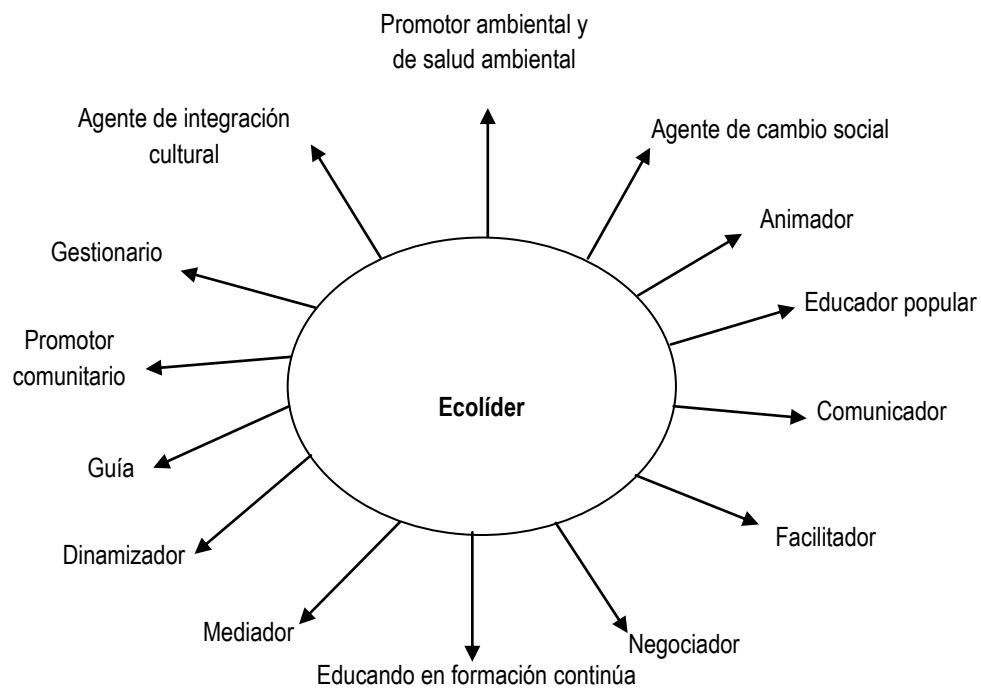 Promotor ambiental y
de salud ambiental
Agente de integración
cultural
Agente de cambio social
Animador
Gestionario
Educador popular
Promotor
comunitario
Ecolíder
Comunicador
Guía
Facilitador
Dinamizador
Mediador
Negociador
Educando en formación continúa